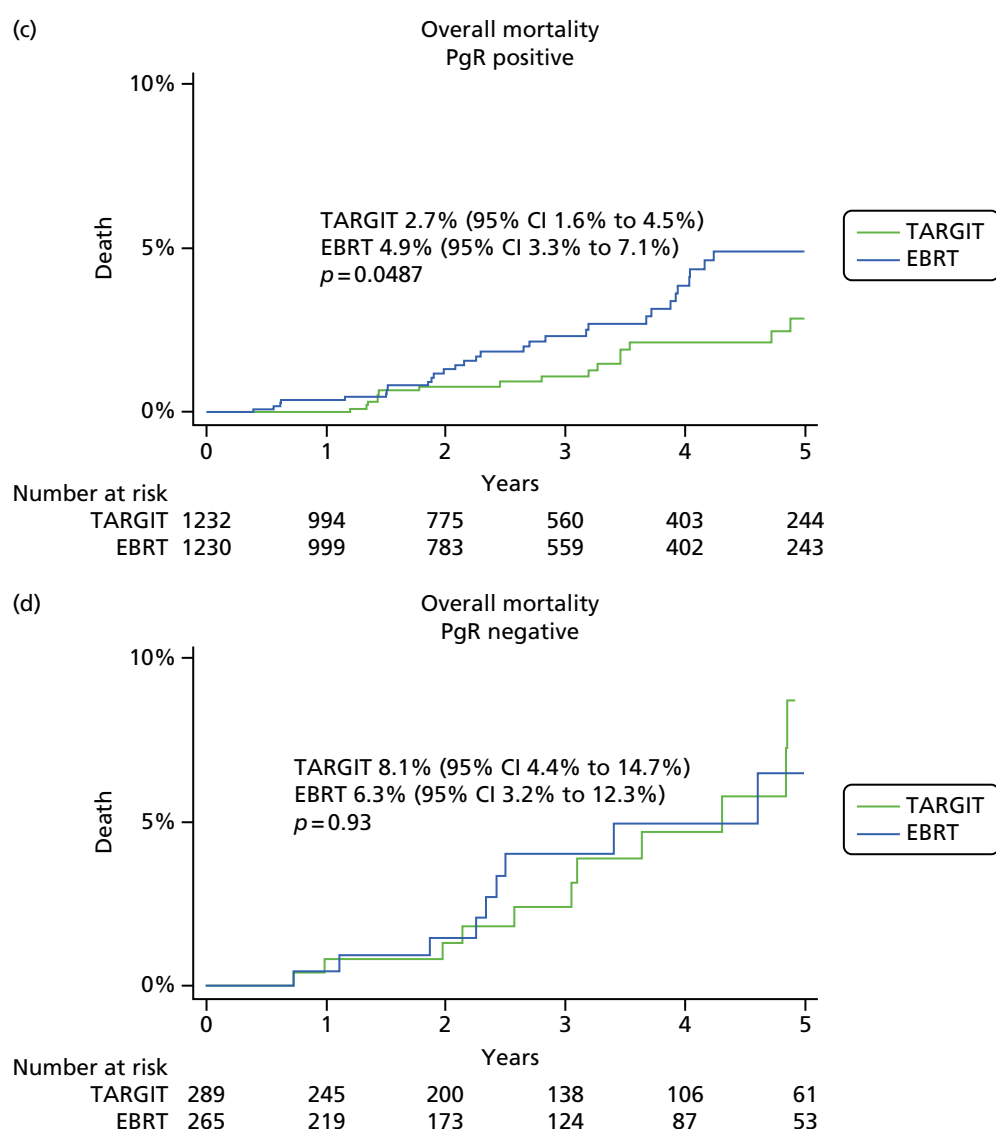 (c)
Overall mortality
PgR positive
10%
5%
0%
Death
TARGIT 2.7% (95% CI 1.6% to 4.5%)
EBRT 4.9% (95% CI 3.3% to 7.1%)
p=0.0487
TARGIT
EBRT
0 1 2 3 4 5
Years
Number at risk
TARGIT 1232 994 775 560 403 244
EBRT 1230 999 783 559 402 243
(d)
Overall mortality
PgR negative
10%
5%
0%
Death
TARGIT 8.1% (95% CI 4.4% to 14.7%)
EBRT 6.3% (95% CI 3.2% to 12.3%)
p=0.93
TARGIT
EBRT
0 1 2 3 4 5
Years
Number at risk
TARGIT 289 245 200 138 106 61
EBRT 265 219 173 124 87 53